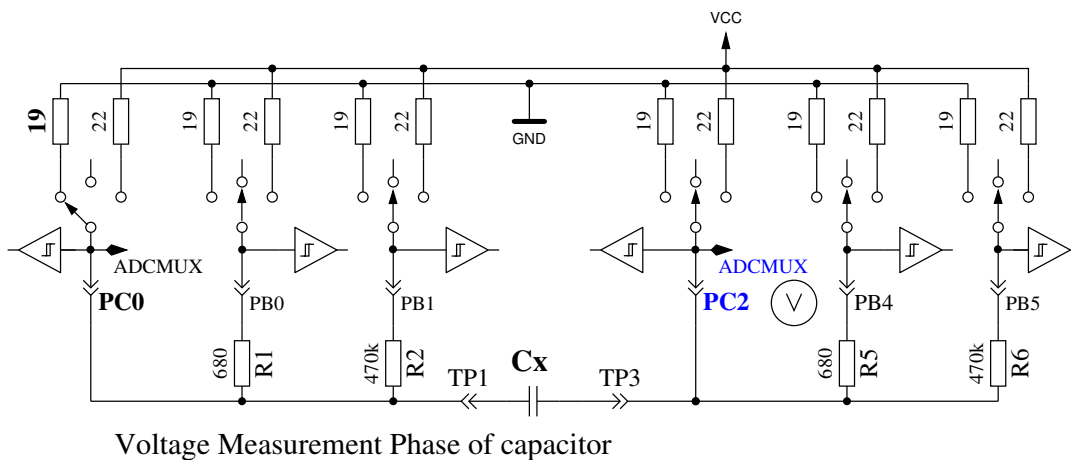 VCC
19
22
19
22
19
22
GND
19
22
19
22
19
22
ADCMUX
ADCMUX
PC0
PB0
PB1
PC2
V
PB4
PB5
680
R1
470k
R2
680
R5
470k
R6
TP1
Cx
TP3
Voltage Measurement Phase of capacitor